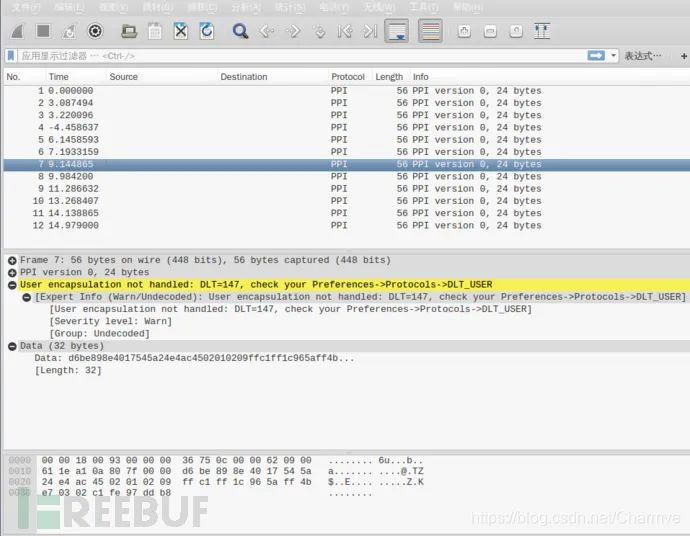 文件(F) 编辑(E) 视图(V) 跳转(G) 捕获(C) 分析(A) 统计(S) 电话(Y) 无线(W) 工具(T) 帮助(H)
应用显示过滤器 … <Ctrl-/> 表达式… +
No. Time Source Destination Protocol Length Info
1 0.000000 PPI 56 PPI version 0, 24 bytes
2 3.087494 PPI 56 PPI version 0, 24 bytes
3 3.220096 PPI 56 PPI version 0, 24 bytes
4 -4.458637 PPI 56 PPI version 0, 24 bytes
5 6.1458593 PPI 56 PPI version 0, 24 bytes
6 7.1933159 PPI 56 PPI version 0, 24 bytes
7 9.144865 PPI 56 PPI version 0, 24 bytes
8 9.984200 PPI 56 PPI version 0, 24 bytes
9 11.286632 PPI 56 PPI version 0, 24 bytes
10 13.268407 PPI 56 PPI version 0, 24 bytes
11 14.138865 PPI 56 PPI version 0, 24 bytes
12 14.979000 PPI 56 PPI version 0, 24 bytes
Frame 7: 56 bytes on wire (448 bits), 56 bytes captured (448 bits)
PPI version 0, 24 bytes
User encapsulation not handled: DLT=147, check your Preferences->Protocols->DLT_USER
[Expert Info (Warn/Undecoded): User encapsulation not handled: DLT=147, check your Preferences->Protocols->DLT_USER]
[User encapsulation not handled: DLT=147, check your Preferences->Protocols->DLT_USER]
[Severity level: Warn]
[Group: Undecoded]
Data (32 bytes)
Data: d6be898e4017545a24e4ac4502010209ffc1ff1c965aff4b...
[Length: 32]
0000 00 00 18 00 93 00 00 00 36 75 0c 00 00 62 09 00 ........ 6u...b..
0010 61 1e a1 0a 80 7f 00 00 d6 be 89 8e 40 17 54 5a a....... ....@.TZ
0020 24 e4 ac 45 02 01 02 09 ff c1 ff 1c 96 5a ff 4b $..E.... .....Z.K
0030 e7 03 02 c1 fe 97 dd b8 ........
FREEBUF
https://blog.csdn.net/Charmve